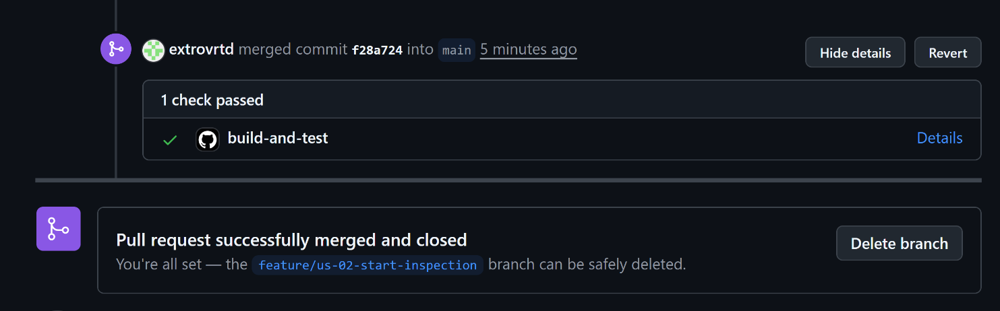 extrovrtd merged commit f28a724 into main 5 minutes ago
Hide details
Revert
1 check passed
build-and-test
Details
Pull request successfully merged and closed
You're all set — the feature/us-02-start-inspection branch can be safely deleted.
Delete branch